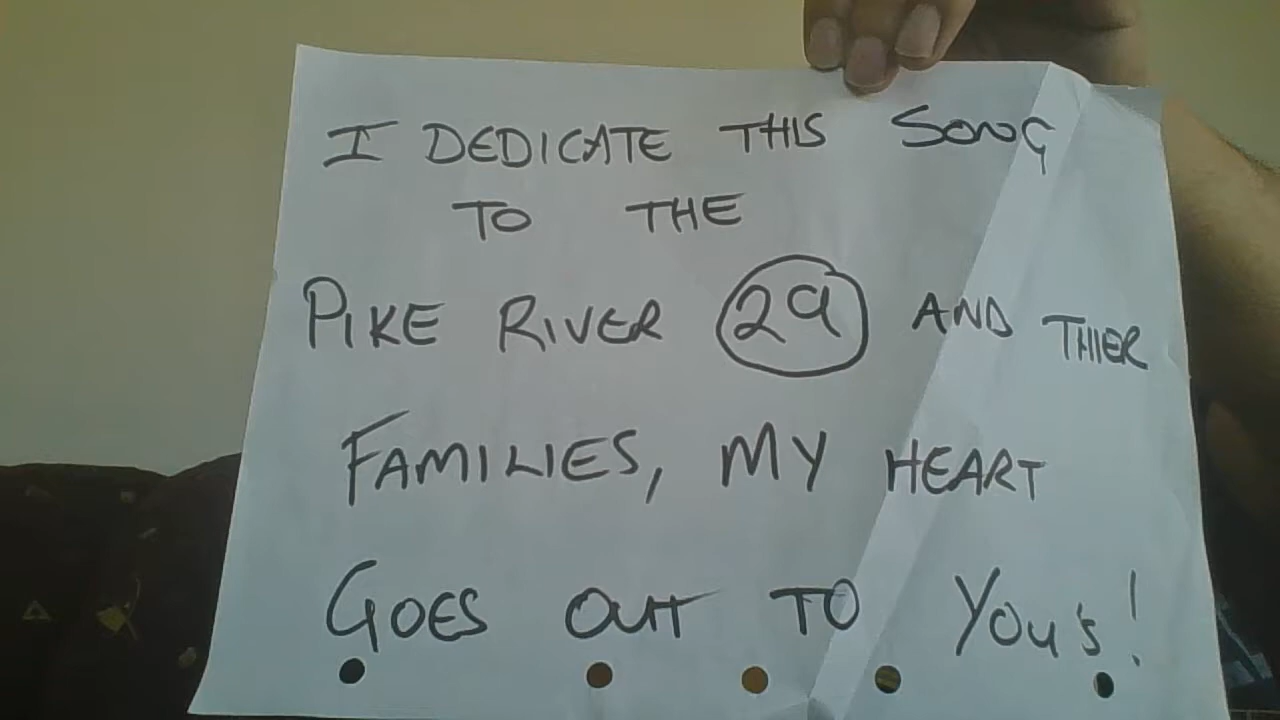 I DEDICATE THIS SONG
TO THE
PIKE RIVER 29 AND THIER
FAMILIES, MY HEART
GOES OUT TO YOU'S!